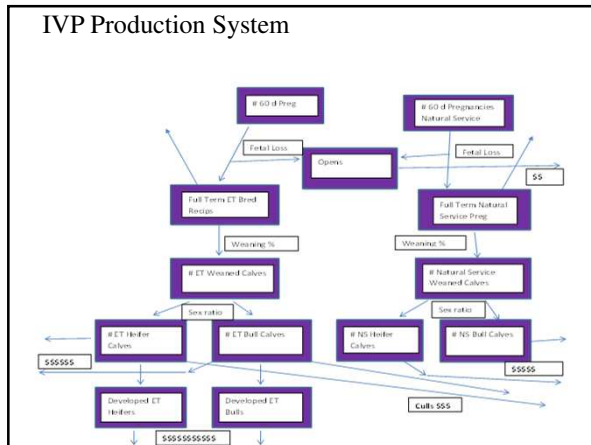 IVP Production System
# 60 d Preg
# 60 d Pregnancies
Natural Service
Fetal Loss
Fetal Loss
Opens
$$
Full Term ET Bred
Recips
Full Term Natural
Service Preg
Weaning %
Weaning %
# ET Weaned Calves
# Natural Service
Weaned Calves
Sex ratio
Sex ratio
# ET Heifer
Calves
# ET Bull Calves
# NS Heifer
Calves
# NS Bull Calves
$$$$$$
$$$$$
Developed ET
Heifers
Developed ET
Bulls
Culls $$$
$$$$$$$$$$$